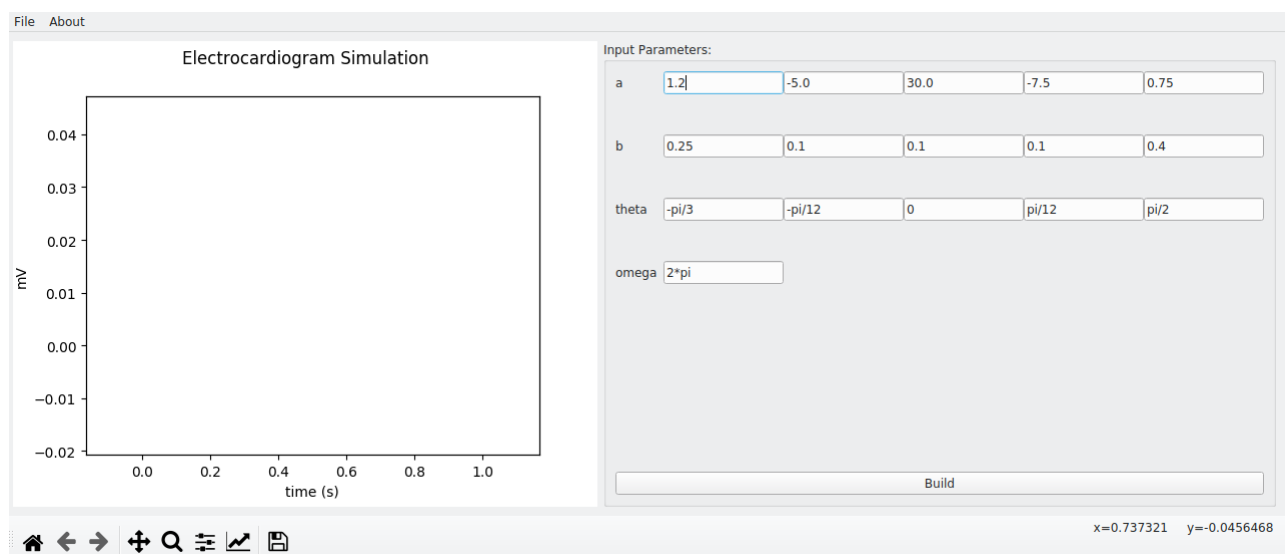 File About
Electrocardiogram Simulation
0.04
0.03
0.02
0.01
0.00
−0.01
−0.02
mV
0.0 0.2 0.4 0.6 0.8 1.0
time (s)
Input Parameters:
a 1.2 -5.0 30.0 -7.5 0.75
b 0.25 0.1 0.1 0.1 0.4
theta -pi/3 -pi/12 0 pi/12 pi/2
omega 2*pi
Build
x=0.737321 y=-0.0456468